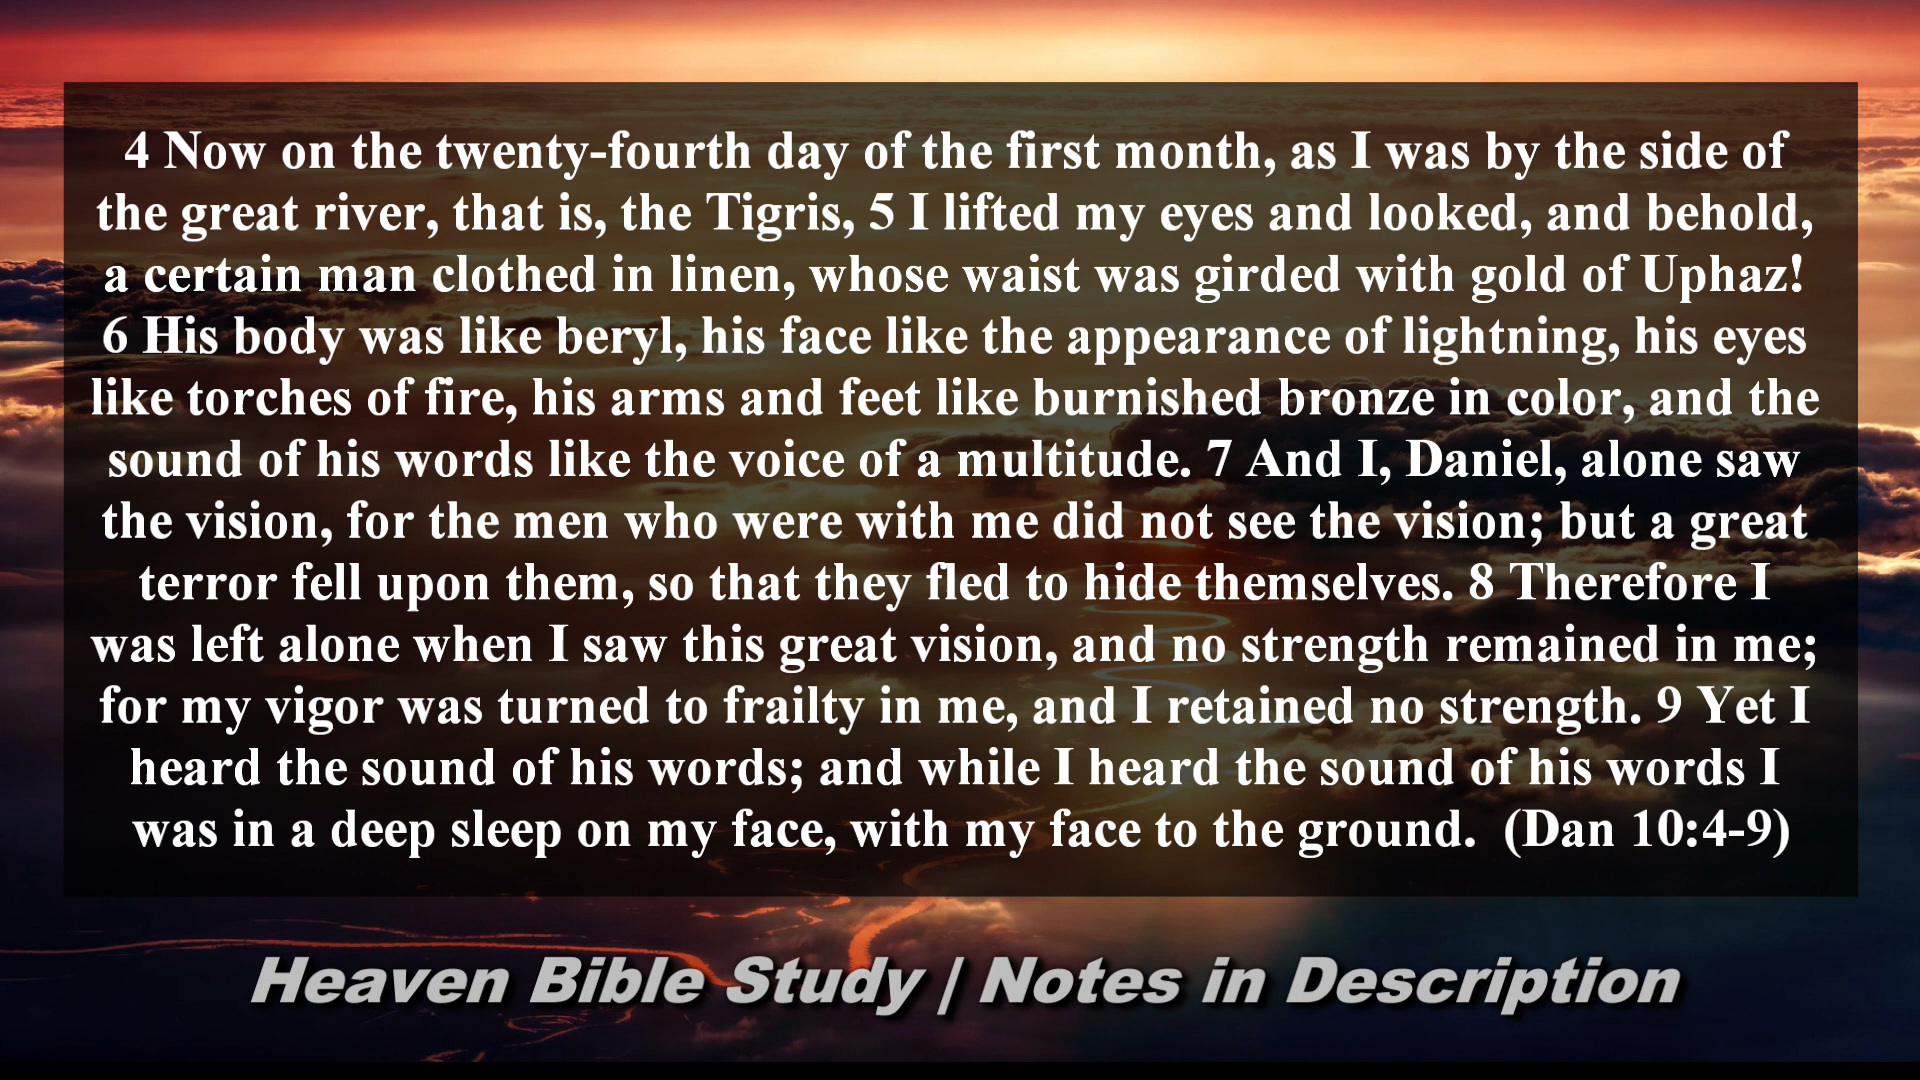 4 Now on the twenty-fourth day of the first month, as I was by the side of
the great river, that is, the Tigris, 5 I lifted my eyes and looked, and behold,
a certain man clothed in linen, whose waist was girded with gold of Uphaz!
6 His body was like beryl, his face like the appearance of lightning, his eyes
like torches of fire, his arms and feet like burnished bronze in color, and the
sound of his words like the voice of a multitude. 7 And I, Daniel, alone saw
the vision, for the men who were with me did not see the vision; but a great
terror fell upon them, so that they fled to hide themselves. 8 Therefore I
was left alone when I saw this great vision, and no strength remained in me;
for my vigor was turned to frailty in me, and I retained no strength. 9 Yet I
heard the sound of his words; and while I heard the sound of his words I
was in a deep sleep on my face, with my face to the ground. (Dan 10:4-9)
Heaven Bible Study | Notes in Description